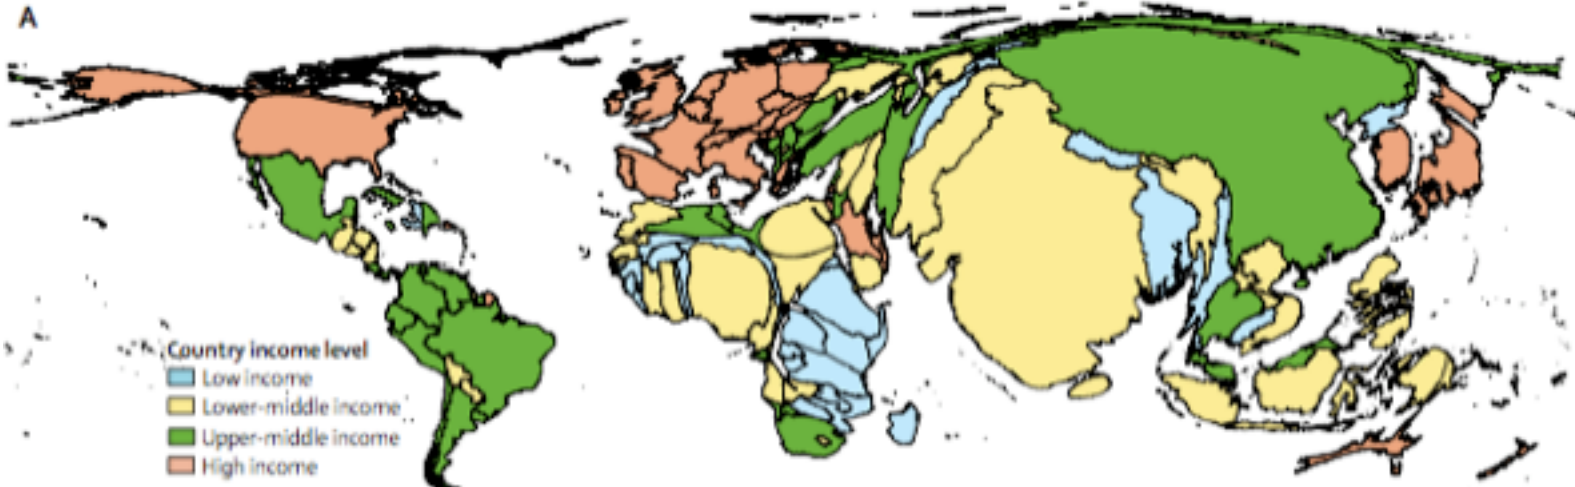 A
Country income level
Low income
Lower-middle income
Upper-middle income
High income